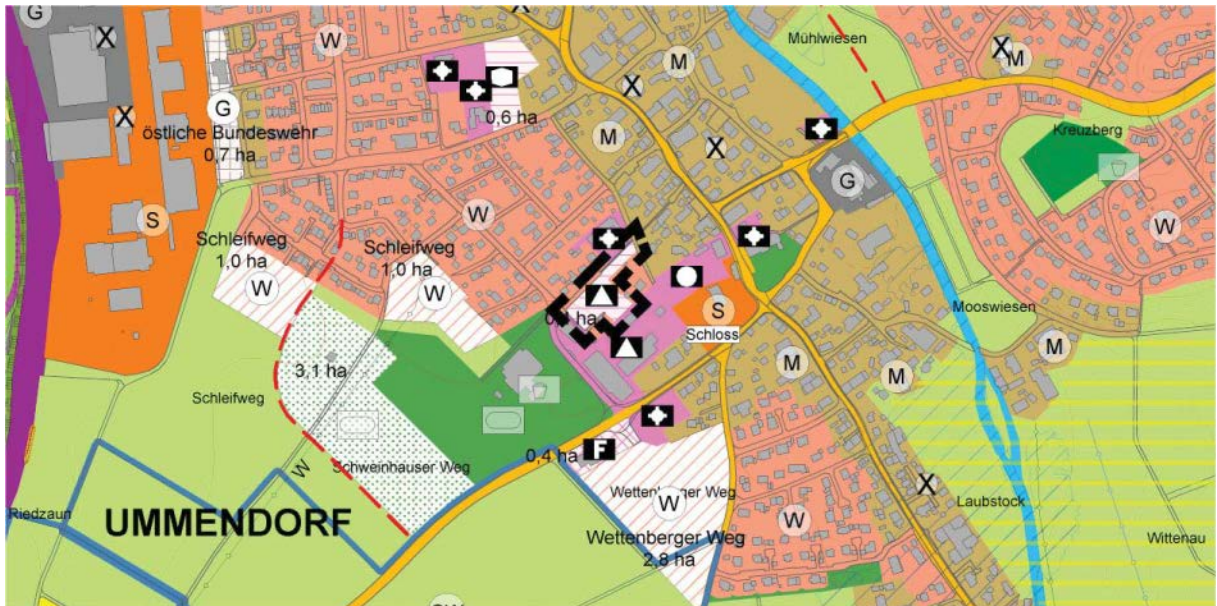 G
X
W
M
X
Mühlwiesen
X
M
X
0,6 ha
G
östliche Bundeswehr
0,7 ha
X
M
X
Kreuzberg
G
S
W
W
Schleifweg
1,0 ha
W
Schleifweg
1,0 ha
W
S
Schloss
Mooswiesen
M
M
M
3,1 ha
Schleifweg
F
0,4 ha
W
Schweinhauser Weg
Wettenberger Weg
W
Wettenberger Weg
2,8 ha
W
X
Laubstock
Wittenau
Riedzaun
UMMENDORF